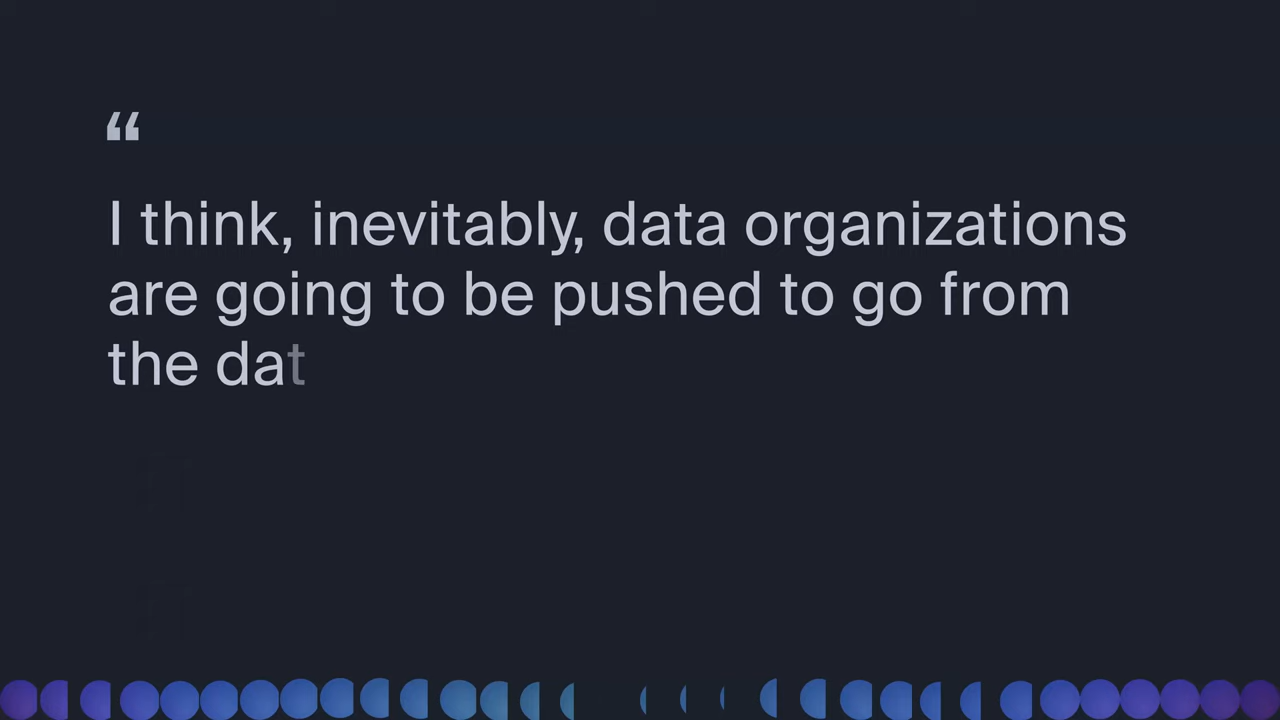 “
I think, inevitably, data organizations
are going to be pushed to go from
the dat